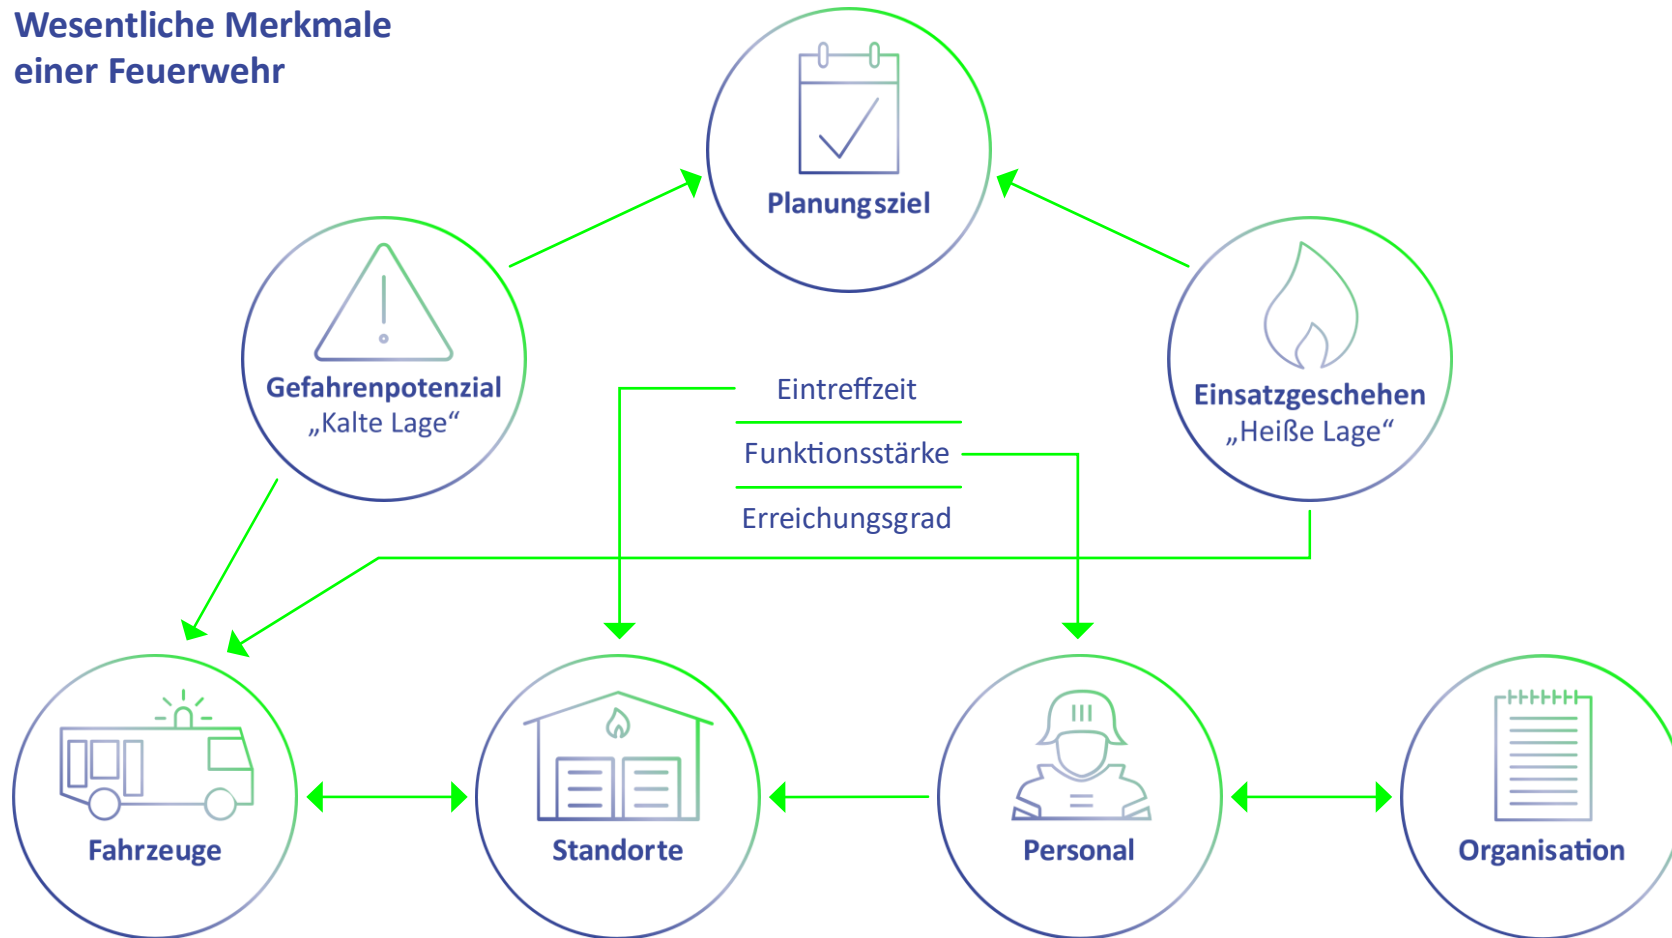 Wesentliche Merkmale
einer Feuerwehr
Planungsziel
Gefahrenpotenzial
„Kalte Lage“
Einsatzgeschehen
„Heiße Lage“
Eintreffzeit
Funktionsstärke
Erreichungsgrad
Fahrzeuge
Standorte
Personal
Organisation